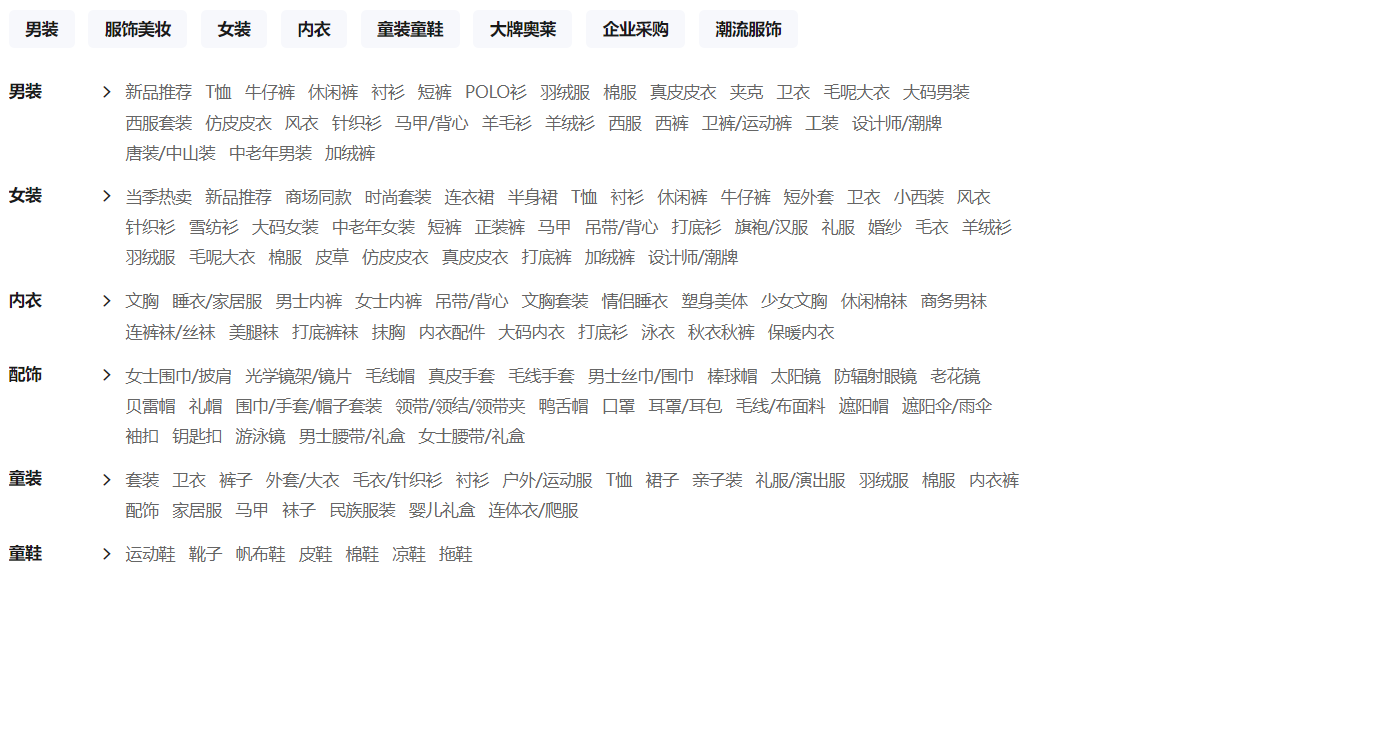 男装 服饰美妆 女装 内衣 童装童鞋 大牌奥莱 企业采购 潮流服饰
男装 > 新品推荐 T恤 牛仔裤 休闲裤 衬衫 短裤 POLO衫 羽绒服 棉服 真皮皮衣 夹克 卫衣 毛呢大衣 大码男装
西服套装 仿皮皮衣 风衣 针织衫 马甲/背心 羊毛衫 羊绒衫 西服 西裤 卫裤/运动裤 工装 设计师/潮牌
唐装/中山装 中老年男装 加绒裤
女装 > 当季热卖 新品推荐 商场同款 时尚套装 连衣裙 半身裙 T恤 衬衫 休闲裤 牛仔裤 短外套 卫衣 小西装 风衣
针织衫 雪纺衫 大码女装 中老年女装 短裤 正装裤 马甲 吊带/背心 打底衫 旗袍/汉服 礼服 婚纱 毛衣 羊绒衫
羽绒服 毛呢大衣 棉服 皮草 仿皮皮衣 真皮皮衣 打底裤 加绒裤 设计师/潮牌
内衣 > 文胸 睡衣/家居服 男士内裤 女士内裤 吊带/背心 文胸套装 情侣睡衣 塑身美体 少女文胸 休闲棉袜 商务男袜
连裤袜/丝袜 美腿袜 打底裤袜 抹胸 内衣配件 大码内衣 打底衫 泳衣 秋衣秋裤 保暖内衣
配饰 > 女士围巾/披肩 光学镜架/镜片 毛线帽 真皮手套 毛线手套 男士丝巾/围巾 棒球帽 太阳镜 防辐射眼镜 老花镜
贝雷帽 礼帽 围巾/手套/帽子套装 领带/领结/领带夹 鸭舌帽 口罩 耳罩/耳包 毛线/布面料 遮阳帽 遮阳伞/雨伞
袖扣 钥匙扣 游泳镜 男士腰带/礼盒 女士腰带/礼盒
童装 > 套装 卫衣 裤子 外套/大衣 毛衣/针织衫 衬衫 户外/运动服 T恤 裙子 亲子装 礼服/演出服 羽绒服 棉服 内衣裤
配饰 家居服 马甲 袜子 民族服装 婴儿礼盒 连体衣/爬服
童鞋 > 运动鞋 靴子 帆布鞋 皮鞋 棉鞋 凉鞋 拖鞋